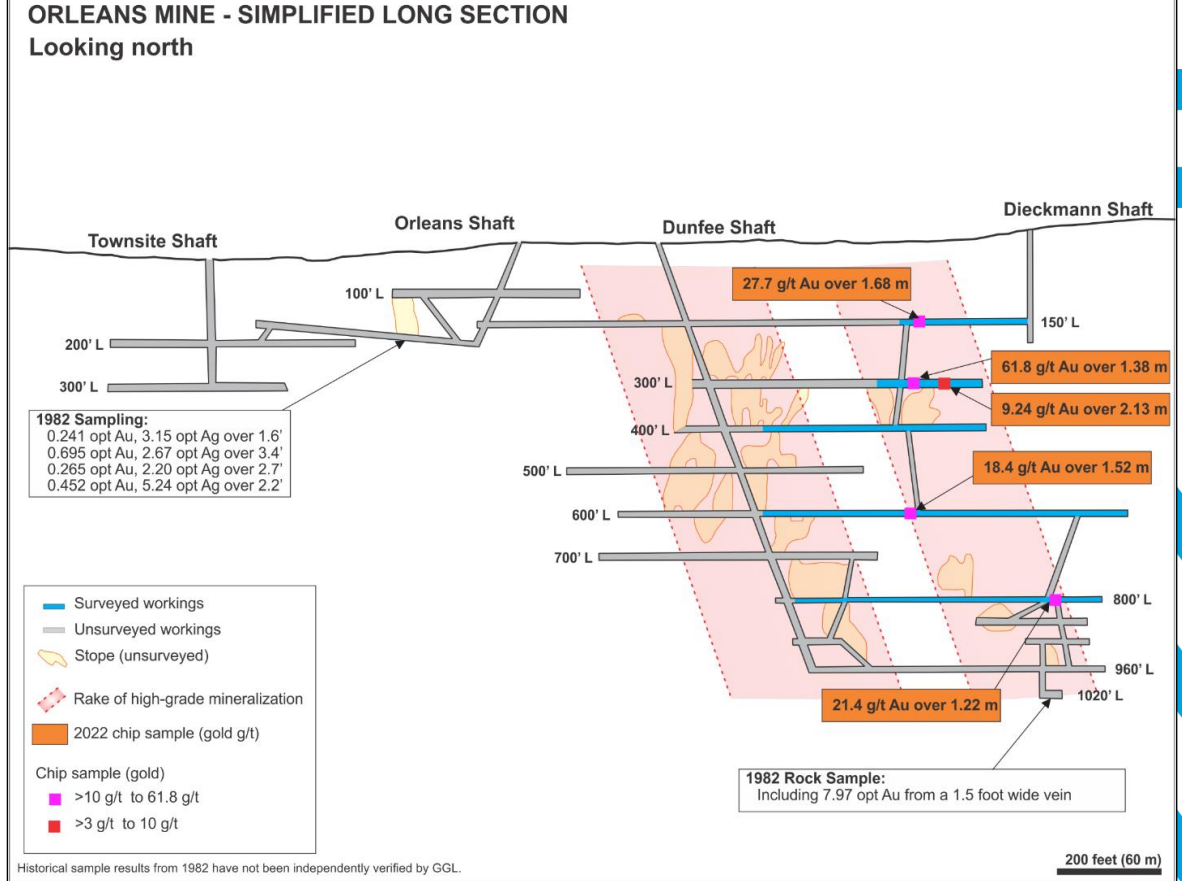 ORLEANS MINE - SIMPLIFIED LONG SECTION
Looking north
Townsite Shaft
Orleans Shaft
Dunfee Shaft
Dieckmann Shaft
27.7 g/t Au over 1.68 m
100' L
150' L
200' L
61.8 g/t Au over 1.38 m
300' L
300' L
9.24 g/t Au over 2.13 m
1982 Sampling:
0.241 opt Au, 3.15 opt Ag over 1.6'
0.695 opt Au, 2.67 opt Ag over 3.4'
0.265 opt Au, 2.20 opt Ag over 2.7'
0.452 opt Au, 5.24 opt Ag over 2.2'
400' L
500' L
18.4 g/t Au over 1.52 m
600' L
700' L
800' L
960' L
1020' L
21.4 g/t Au over 1.22 m
1982 Rock Sample:
Including 7.97 opt Au from a 1.5 foot wide vein
Surveyed workings
Unsurveyed workings
Stope (unsurveyed)
Rake of high-grade mineralization
2022 chip sample (gold g/t)
Chip sample (gold)
>10 g/t to 61.8 g/t
>3 g/t to 10 g/t
Historical sample results from 1982 have not been independently verified by GGL.
200 feet (60 m)